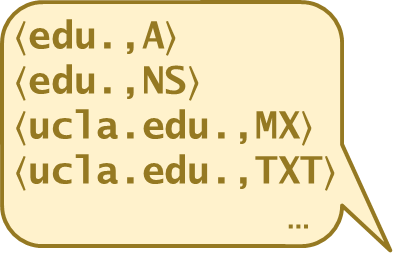 ⟨edu.,A⟩
⟨edu.,NS⟩
⟨ucla.edu.,MX⟩
⟨ucla.edu.,TXT⟩
…